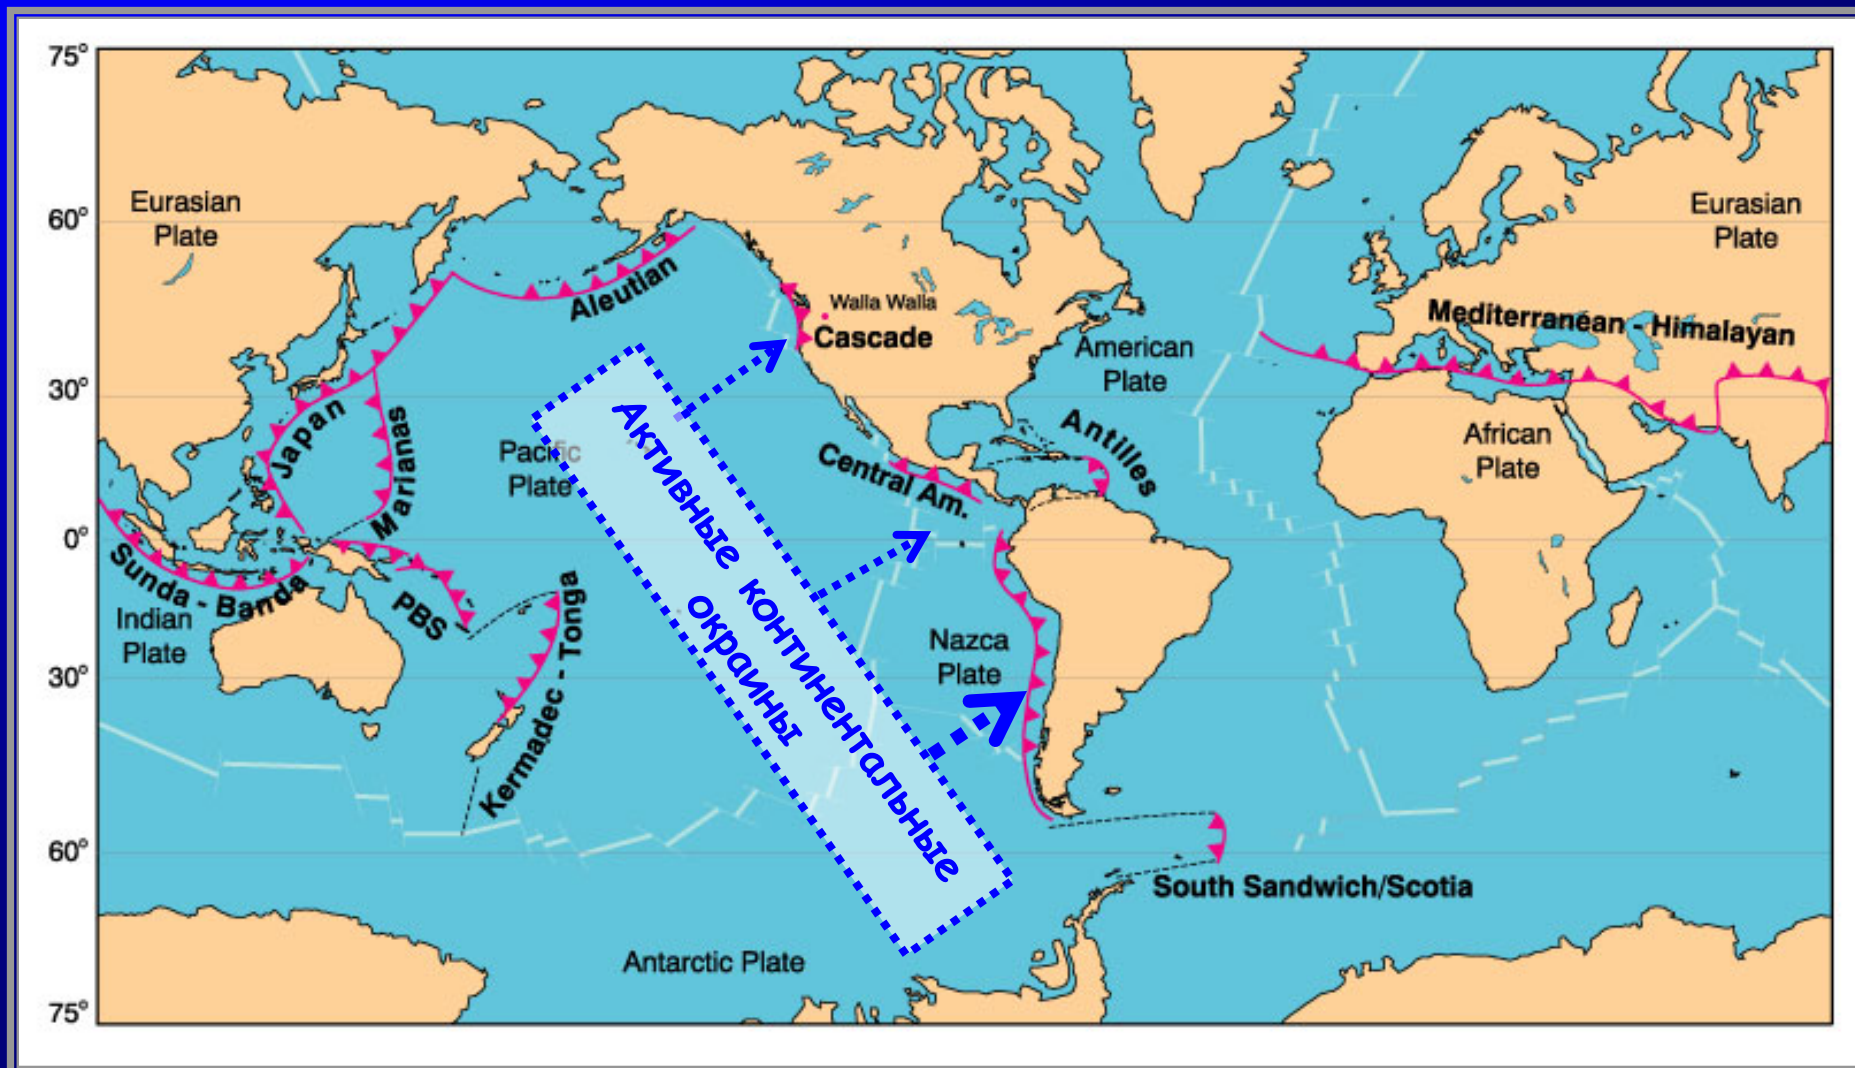 75°
60°
30°
0°
30°
60°
75°
Eurasian
Plate
Eurasian
Plate
Aleutian
Walla Walla
Cascade
American
Plate
Mediterranean - Himalayan
Japan
Marianas
Pacific
Plate
Central Am.
Antilles
African
Plate
Sunda - Banda
Indian
Plate
PBS
Kermadec - Tonga
Активные континентальные
окраины
Nazca
Plate
South Sandwich/Scotia
Antarctic Plate